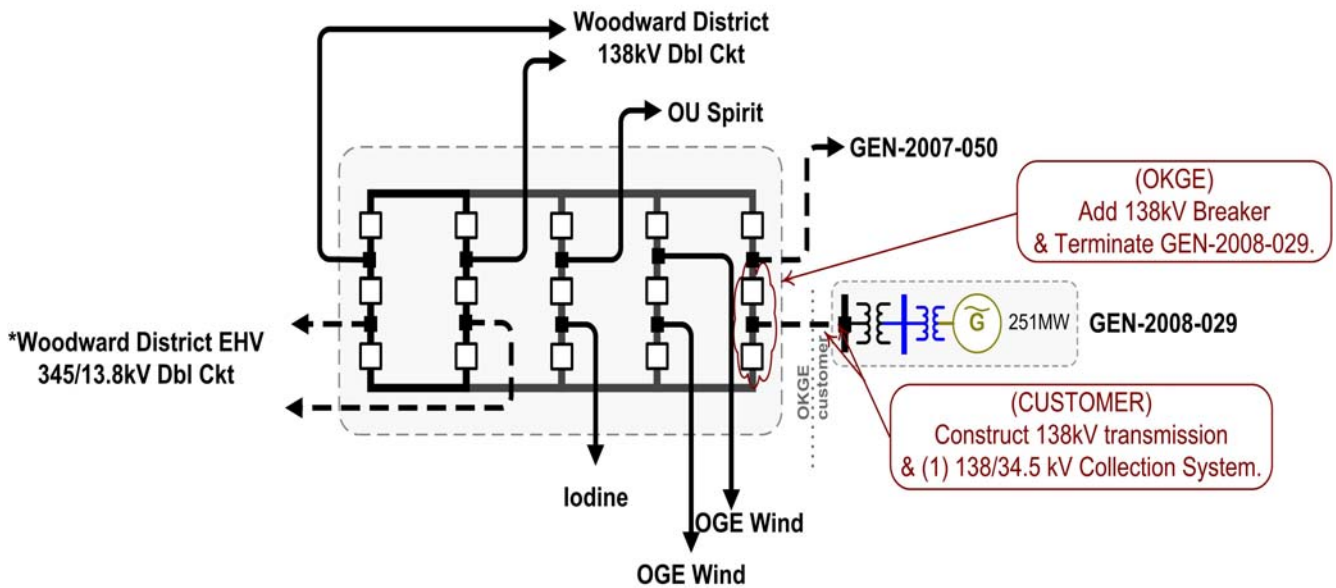 Woodward District
138kV Dbl Ckt
OU Spirit
GEN-2007-050
(OKGE)
Add 138kV Breaker
& Terminate GEN-2008-029.
*Woodward District EHV
345/13.8kV Dbl Ckt
OKGE
customer
G
251MW
GEN-2008-029
(CUSTOMER)
Construct 138kV transmission
& (1) 138/34.5 kV Collection System.
Iodine
OGE Wind
OGE Wind